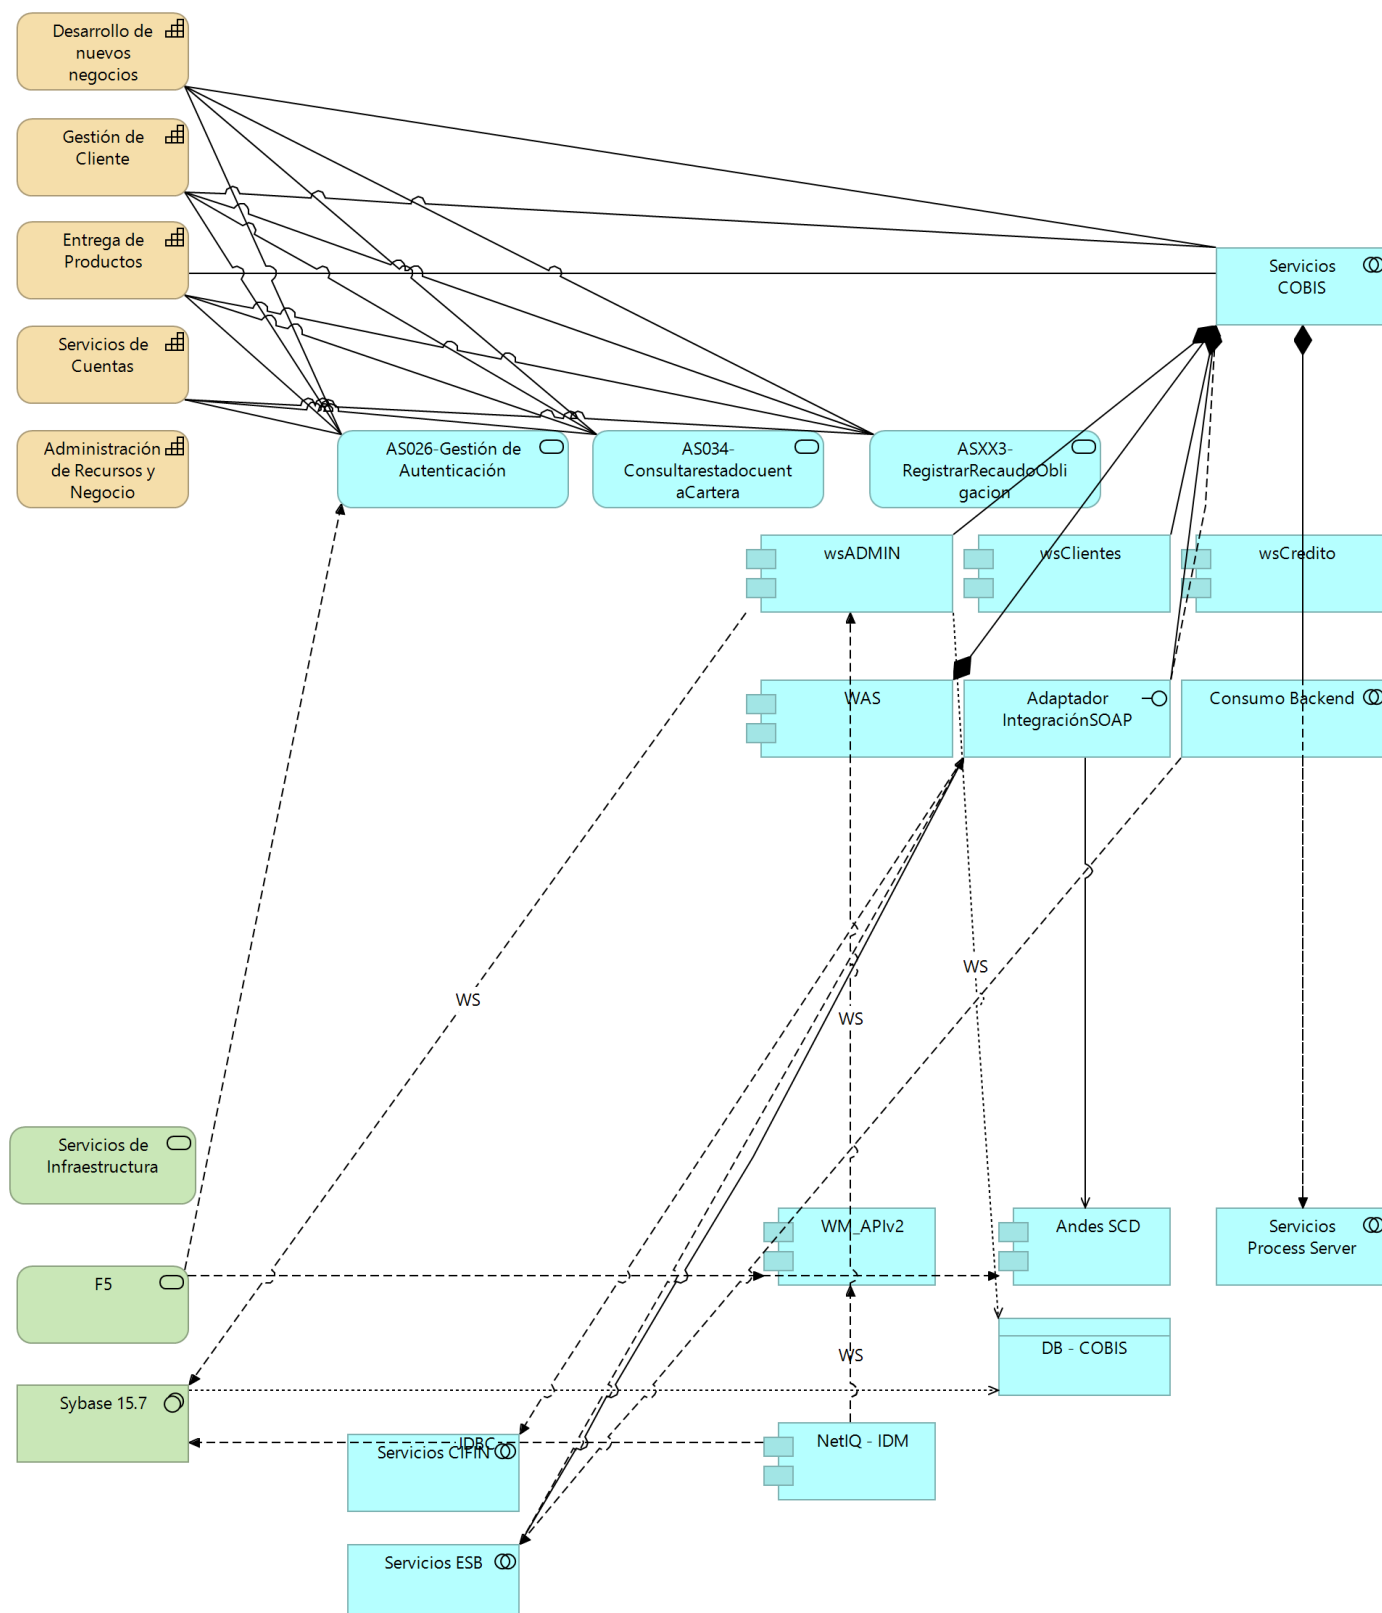 Desarrollo de
nuevos
negocios
Gestión de
Cliente
Entrega de
Productos
Servicios
COBIS
Servicios de
Cuentas
Administración
de Recursos y
Negocio
AS026-Gestión de
Autenticación
AS034-
Consultarestadocuent
aCartera
ASXX3-
RegistrarRecaudoObli
gacion
wsADMIN
wsClientes
wsCredito
WAS
Adaptador
IntegraciónSOAP
Consumo Backend
WS
WS
WS
Servicios de
Infraestructura
WM_APIv2
Andes SCD
Servicios
Process Server
F5
WS
DB - COBIS
Sybase 15.7
JDBC
Servicios CIFIN
NetIQ - IDM
Servicios ESB